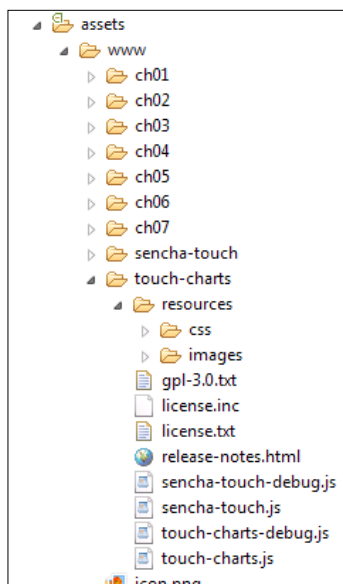 assets
www
ch01
ch02
ch03
ch04
ch05
ch06
ch07
sencha-touch
touch-charts
resources
css
images
gpl-3.0.txt
license.inc
license.txt
release-notes.html
sencha-touch-debug.js
sencha-touch.js
touch-charts-debug.js
touch-charts.js
icon.png